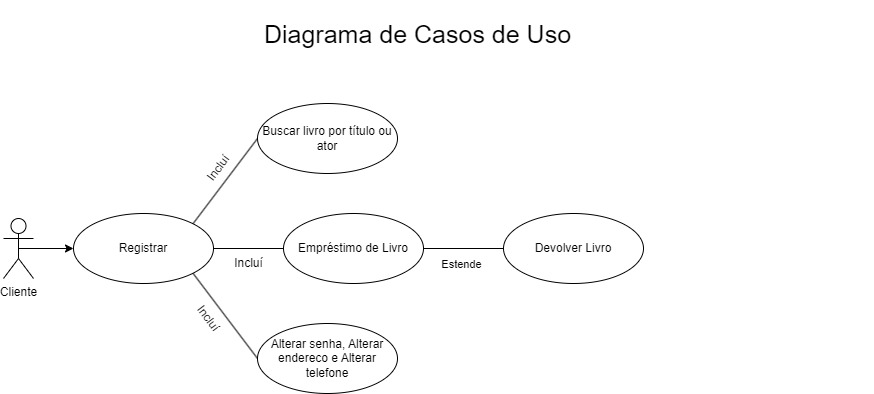 Diagrama de Casos de Uso
Buscar livro por título ou
ator
Incluí
Registrar
Incluí
Empréstimo de Livro
Estende
Devolver Livro
Cliente
Incluí
Alterar senha, Alterar
endereco e Alterar
telefone